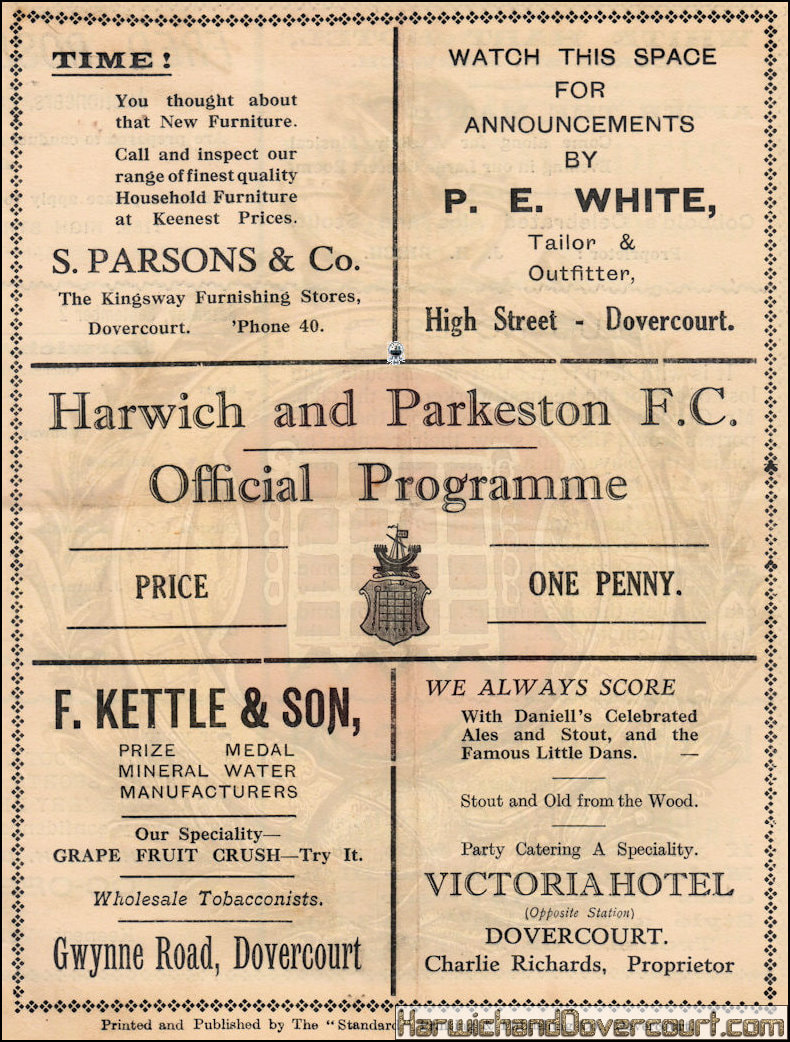 TIME!
You thought about
that New Furniture.
Call and inspect our
range of finest quality
Household Furniture
at Keenest Prices.
S. PARSONS & Co.
The Kingsway Furnishing Stores,
Dovercourt. 'Phone 40.
WATCH THIS SPACE
FOR
ANNOUNCEMENTS
BY
P. E. WHITE,
Tailor &
Outfitter,
High Street - Dovercourt.
Harwich and Parkeston F.C.
Official Programme
PRICE
ONE PENNY.
F. KETTLE & SON,
PRIZE MEDAL
MINERAL WATER
MANUFACTURERS
Our Speciality—
GRAPE FRUIT CRUSH—Try It.
Wholesale Tobacconists.
Gwynne Road, Dovercourt
WE ALWAYS SCORE
With Daniell's Celebrated
Ales and Stout, and the
Famous Little Dans. —
Stout and Old from the Wood.
Party Catering A Speciality.
VICTORIA HOTEL
(Opposite Station)
DOVERCOURT.
Charlie Richards, Proprietor
Printed and Published by The "Standard
HarwichandDovercourt.com